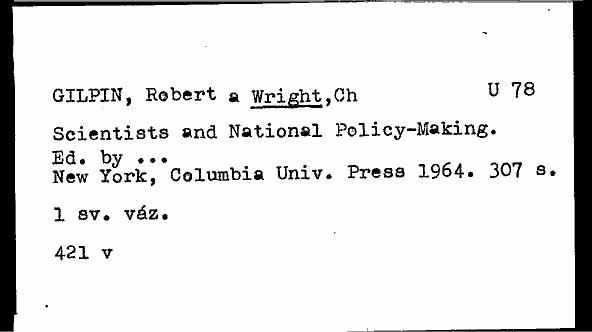 GILPIN, Robert a Wright,Ch U 78
Scientists and National Policy-Making.
Ed. by ...
New York, Columbia Univ. Press 1964. 307 s.
1 sv. váz.
421 v